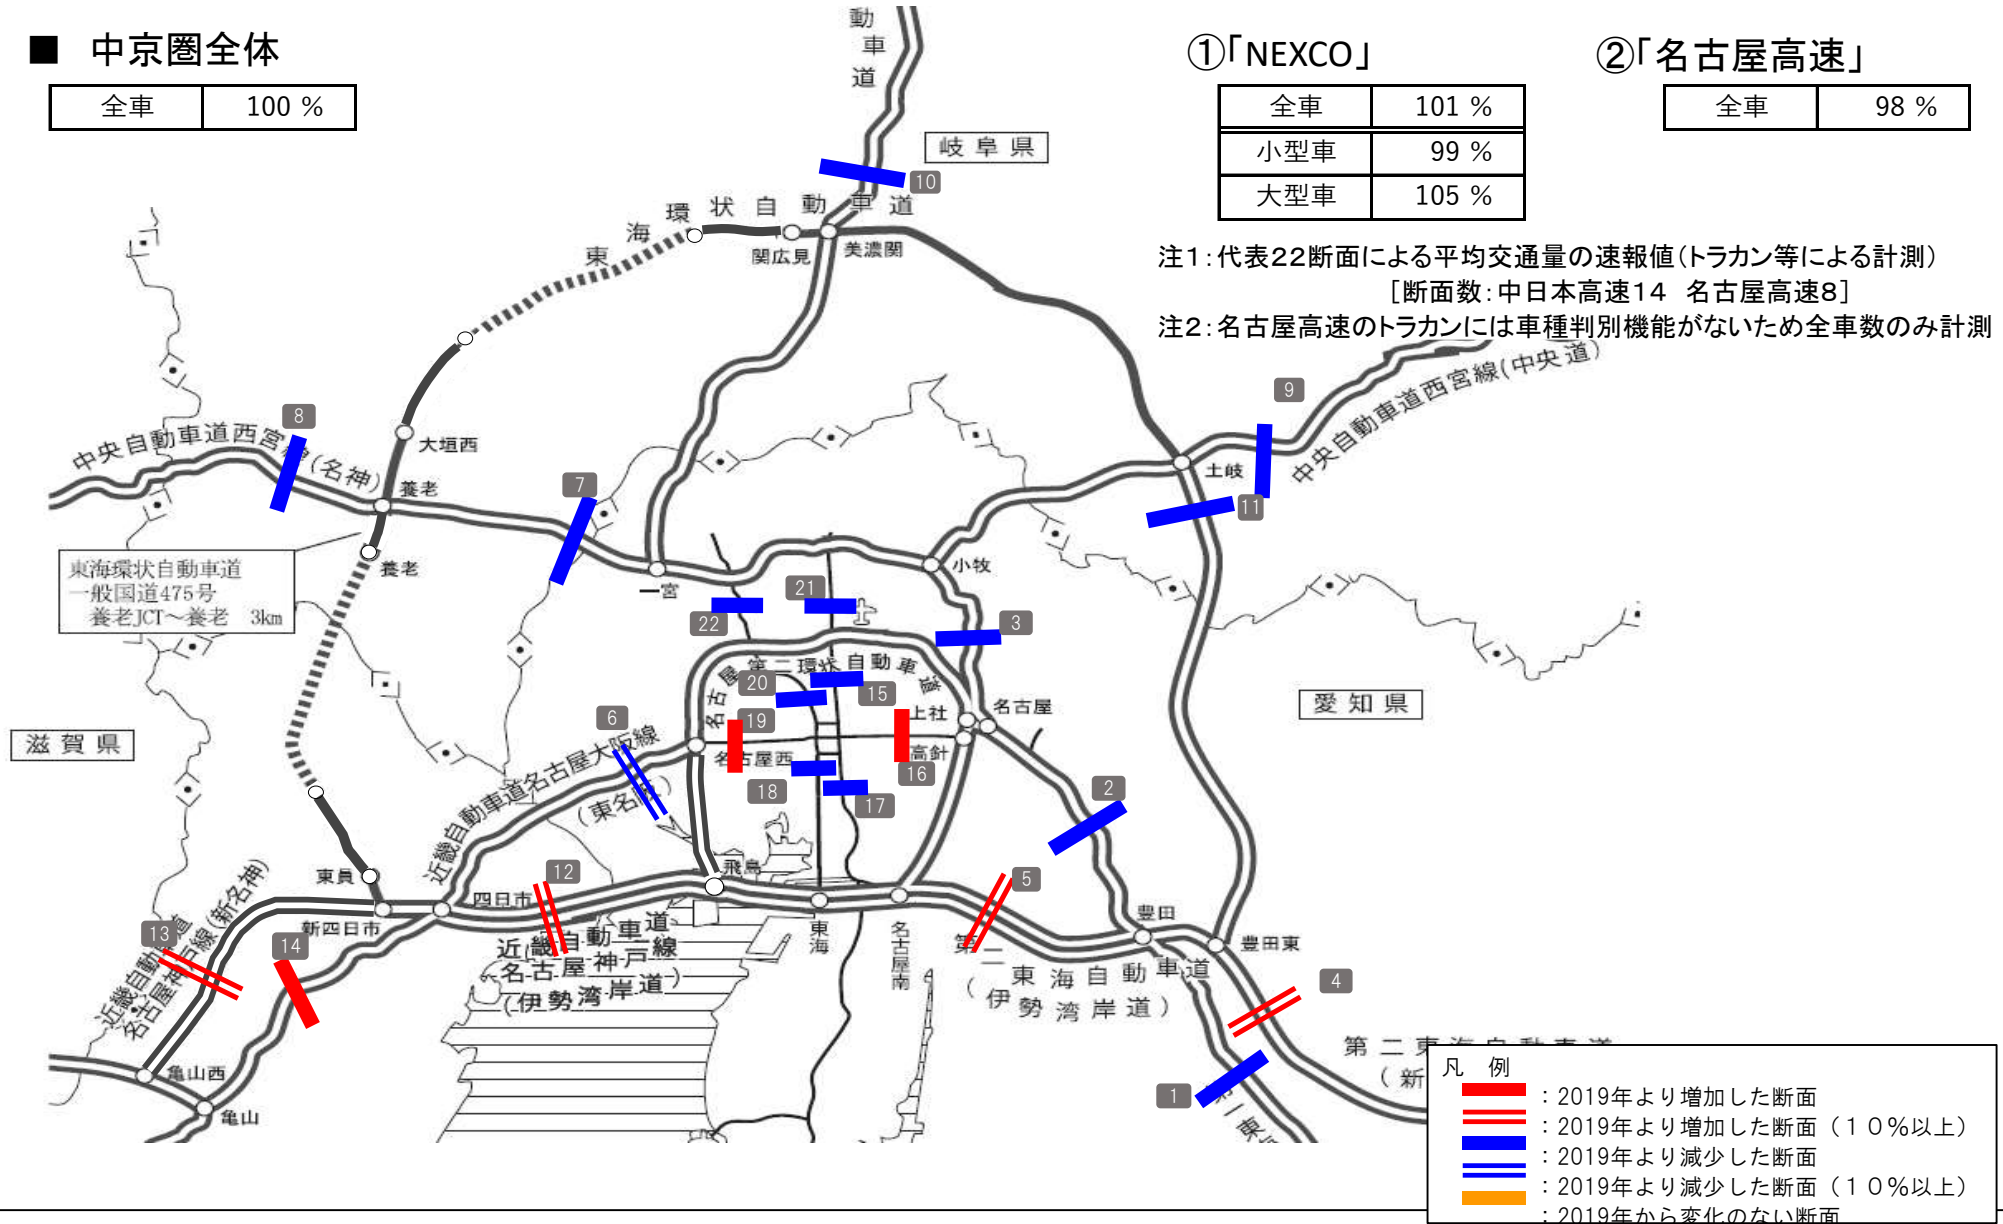 ■ 中京圏全体
全車 100 %
①「NEXCO」
全車 101 %
小型車 99 %
大型車 105 %
②「名古屋高速」
全車 98 %
注1：代表22断面による平均交通量の速報値（トラカン等による計測）
［断面数：中日本高速14 名古屋高速8］
注2：名古屋高速のトラカンには車種判別機能がないため全車数のみ計測
動車道
岐阜県
10
東海環状自動車道
関広見
美濃関
9
中央自動車道西宮線(中央道)
8
中央自動車道西宮線(名神)
大垣西
養老
7
土岐
11
養老
東海環状自動車道
一般国道475号
養老JCT～養老 3km
一宮
小牧
21
22
3
名古屋第二環状自動車道
20
15
19
上社
名古屋
愛知県
滋賀県
6
近畿自動車道名古屋大阪線
(東名阪)
名古屋西
高針
16
18
17
2
飛島
東員
12
5
四日市
新四日市
東海
名古屋南
豊田
豊田東
13
14
近畿自動車道
名古屋神戸線(新名神)
近畿自動車道
名古屋神戸線
(伊勢湾岸道)
第二東海自動車道
(伊勢湾岸道)
4
亀山西
亀山
1
第一東
第二東海自動車道
(新
凡 例
：2019年より増加した断面
：2019年より増加した断面（１０％以上）
：2019年より減少した断面
：2019年より減少した断面（１０％以上）
：2019年から変化のない断面